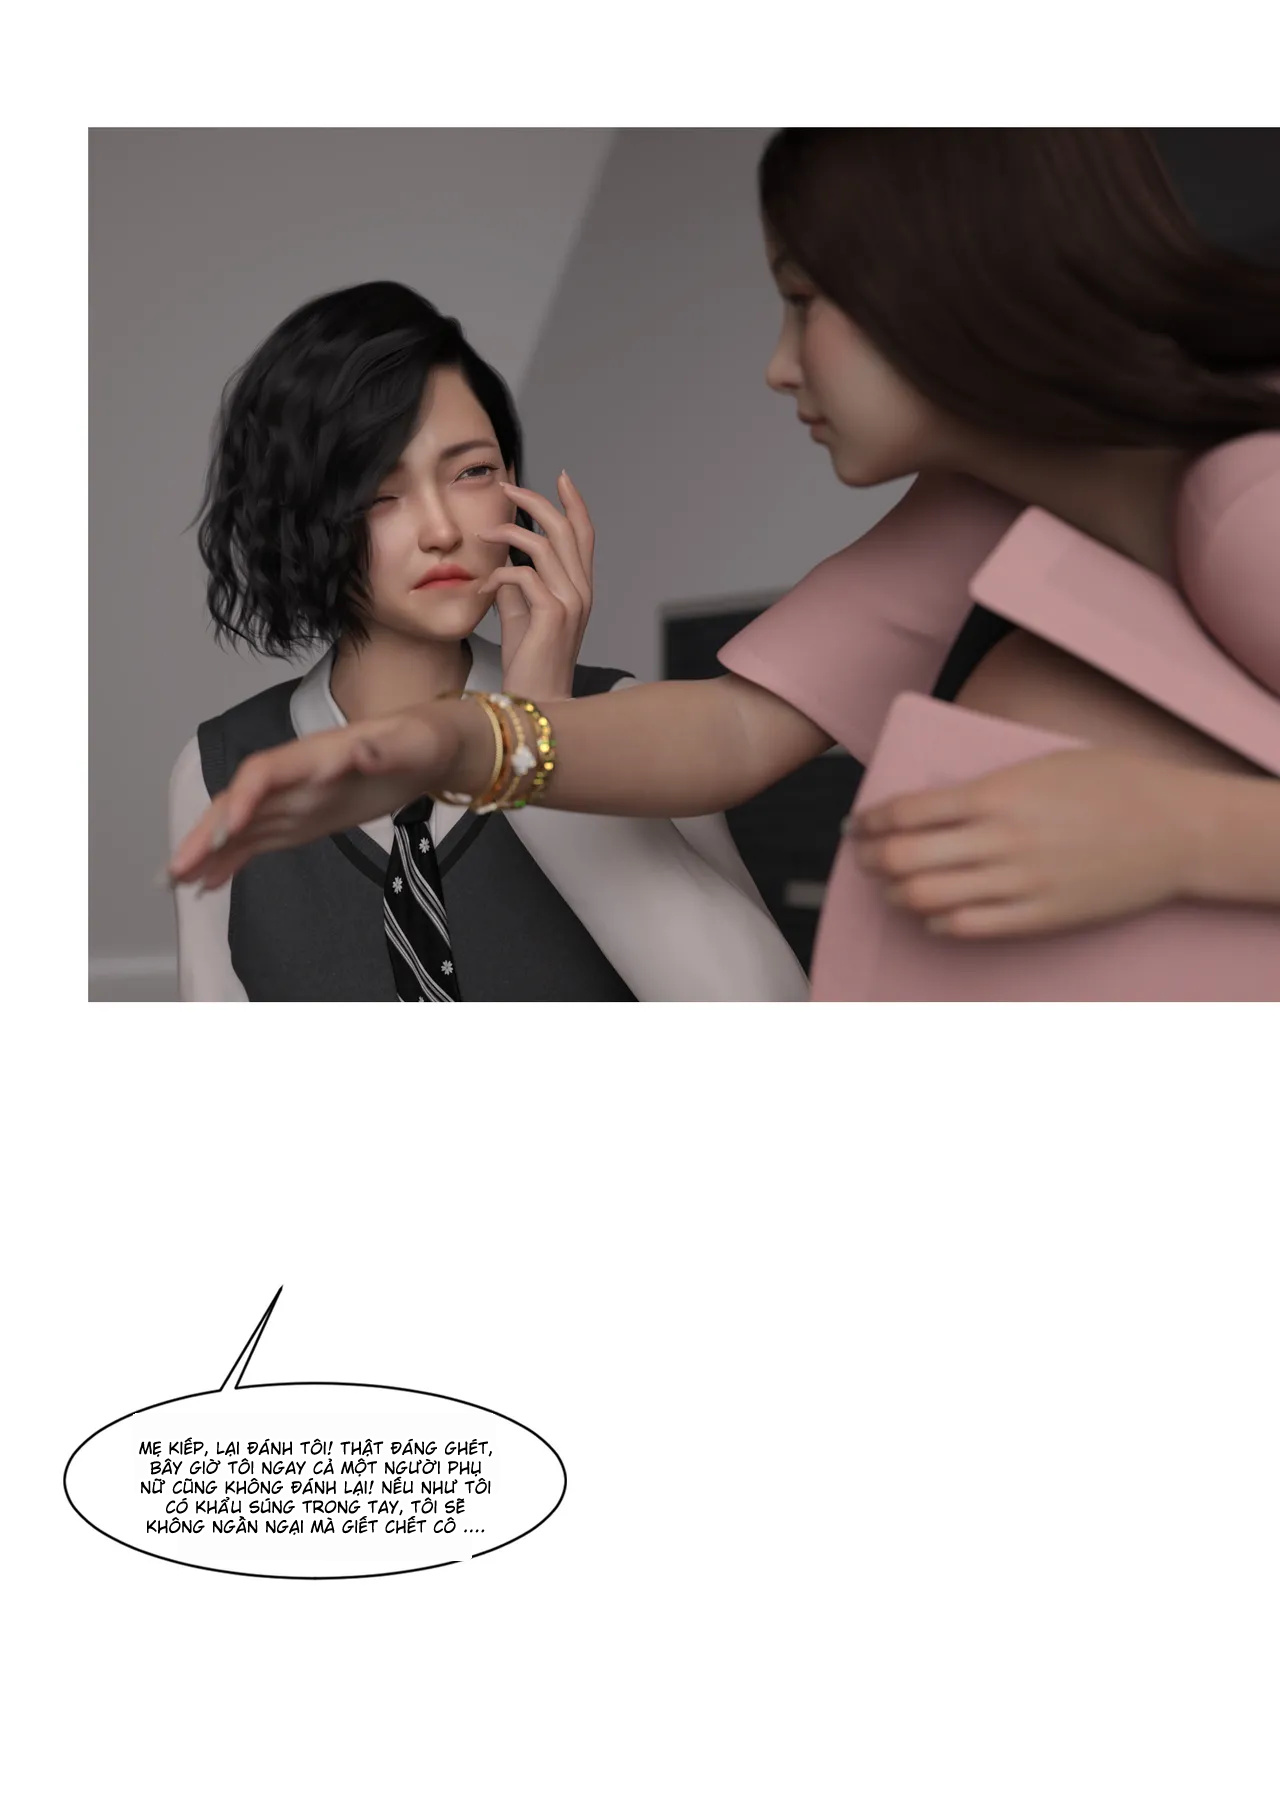 MẸ KIẾP, LẠI ĐÁNH TÔI! THẬT ĐÁNG GHÉT,
BÂY GIỜ TÔI NGAY CẢ MỘT NGƯỜI PHỤ
NỮ CŨNG KHÔNG ĐÁNH LẠI! NẾU NHƯ TÔI
CÓ KHẨU SÚNG TRONG TAY, TÔI SẼ
KHÔNG NGẦN NGẠI MÀ GIẾT CHẾT CÔ ....